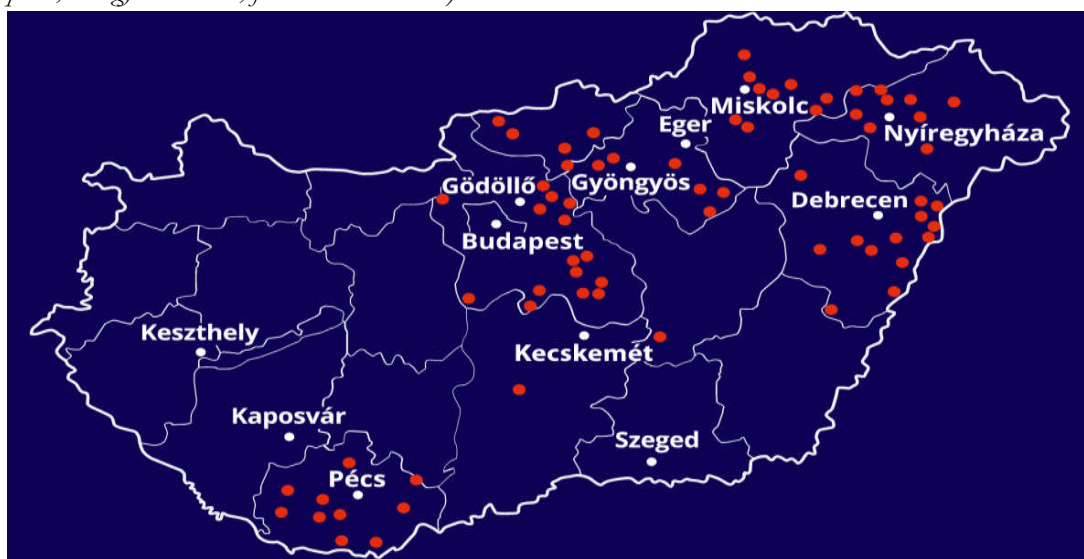 Miskolc
Eger
Nyíregyháza
Gödöllő
Gyöngyös
Debrecen
Budapest
Keszthely
Kecskemét
Kaposvár
Szeged
Pécs